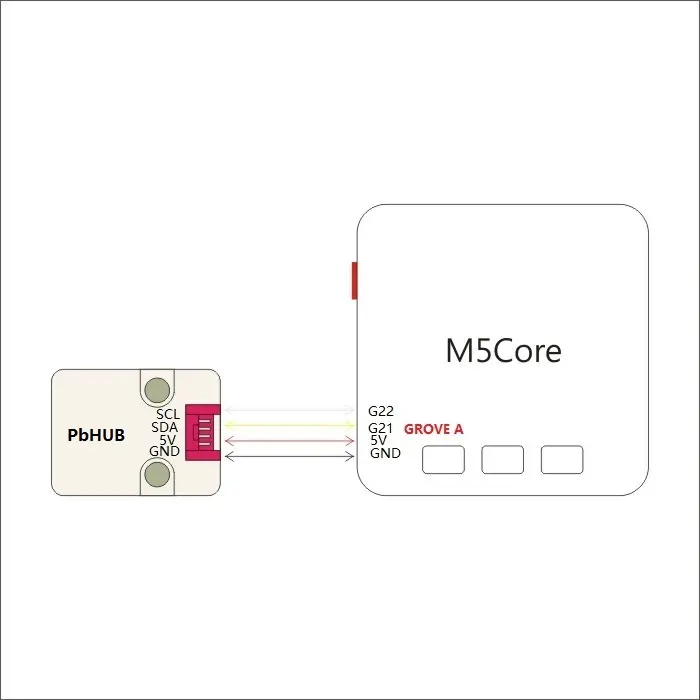 M5Core
SCL
SDA
5V
GND
PbHUB
G22
G21
5V
GND
GROVE A